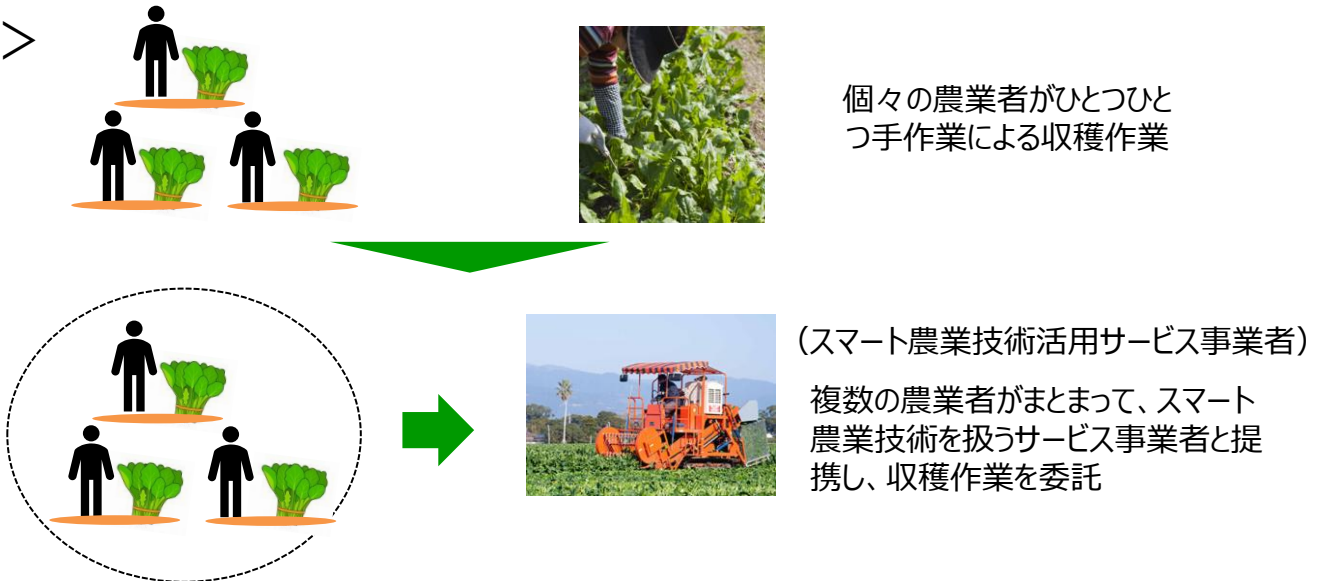 ＞
個々の農業者がひとつひと
つ手作業による収穫作業
（スマート農業技術活用サービス事業者）
複数の農業者がまとまって、スマート
農業技術を扱うサービス事業者と提
携し、収穫作業を委託